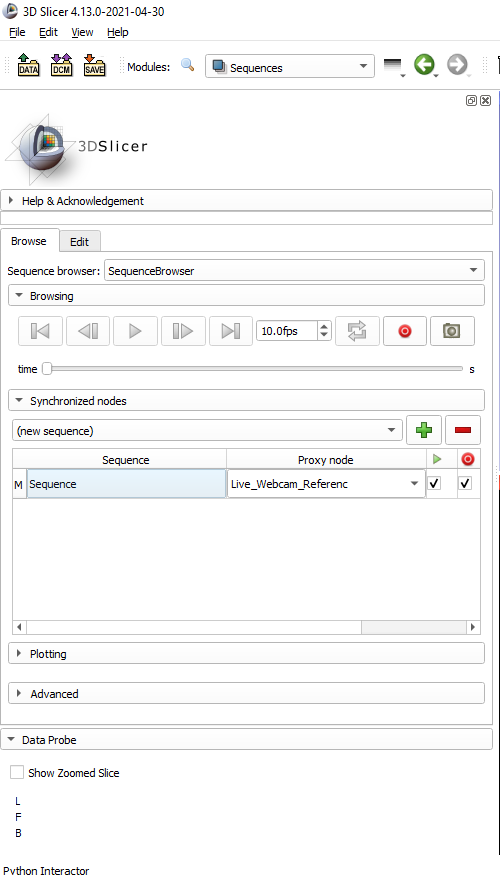 3D Slicer 4.13.0-2021-04-30
File Edit View Help
DATA DCM SAVE Modules: Sequences
3DSlicer
Help & Acknowledgement
Browse Edit
Sequence browser: SequenceBrowser
Browsing
10.0fps
time s
Synchronized nodes
(new sequence)
Sequence Proxy node
M Sequence Live_Webcam_Referenc
Plotting
Advanced
Data Probe
Show Zoomed Slice
L
F
B
Python Interactor